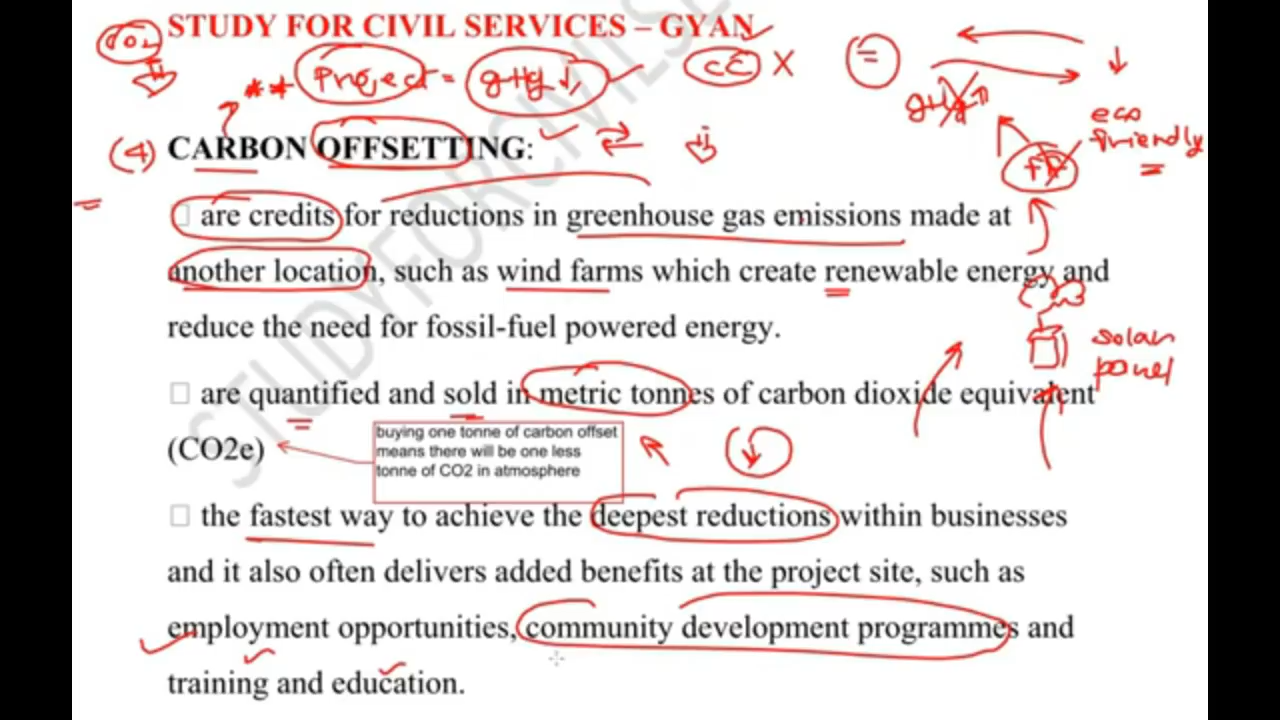 STUDY FOR CIVIL SERVICES – GYAN
CO2
** Project = gHg ↓ CE X =
eco
friendly
(4) CARBON OFFSETTING:
are credits for reductions in greenhouse gas emissions made at
another location, such as wind farms which create renewable energy and
reduce the need for fossil-fuel powered energy.
solar
panel
are quantified and sold in metric tonnes of carbon dioxide equivalent
(CO2e)
buying one tonne of carbon offset
means there will be one less
tonne of CO2 in atmosphere
the fastest way to achieve the deepest reductions within businesses
and it also often delivers added benefits at the project site, such as
employment opportunities, community development programmes and
training and education.
STUDYFORCIVILSE